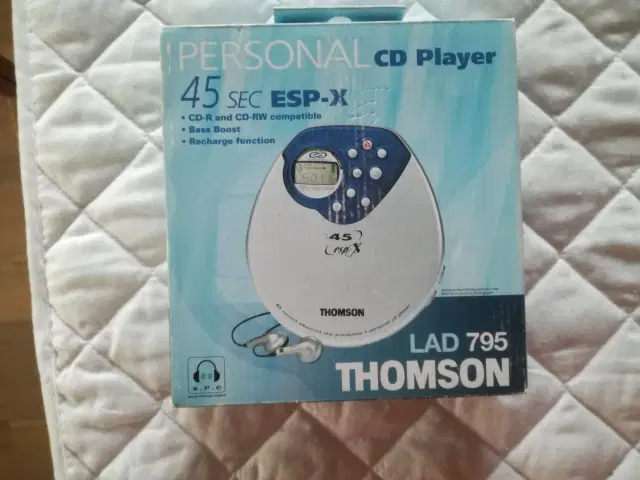 PERSONAL CD Player
45 SEC ESP-X
• CD-R and CD-RW compatible
• Bass Boost
• Recharge function
45
esp X
THOMSON
LAD 795
THOMSON
S.P.C